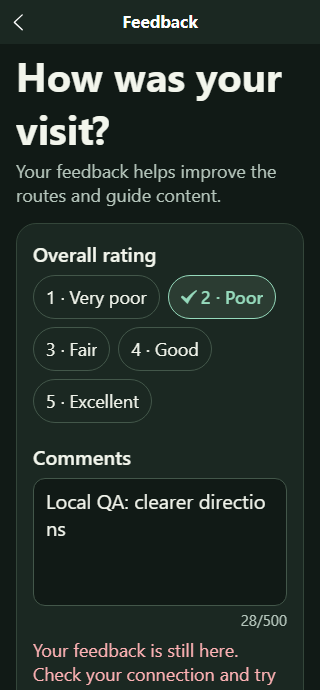 Feedback
How was your
visit?
Your feedback helps improve the
routes and guide content.
Overall rating
1 · Very poor
✓ 2 · Poor
3 · Fair
4 · Good
5 · Excellent
Comments
Local QA: clearer directio
ns
28/500
Your feedback is still here.
Check your connection and try